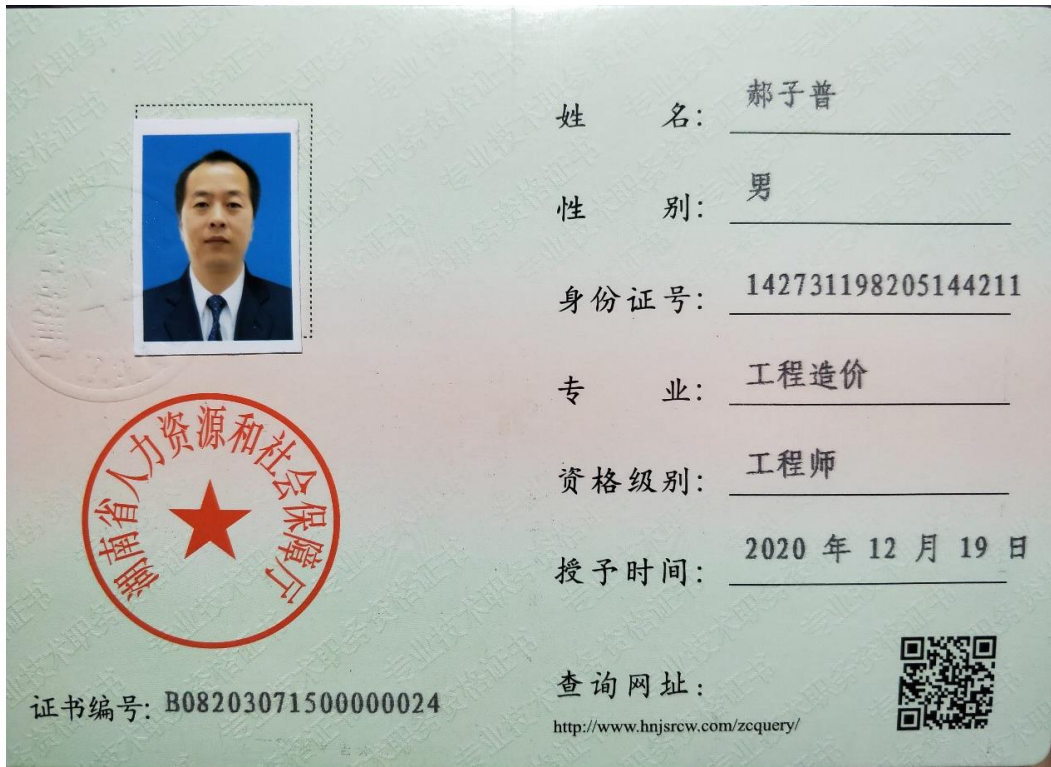 姓 名: 郝子普
性 别: 男
身份证号: 142731198205144211
专 业: 工程造价
资格级别: 工程师
授予时间: 2020 年 12 月 19 日
查询网址:
http://www.hnjsrcw.com/zcquery/
湖南省人力资源和社会保障厅
证书编号: B08203071500000024